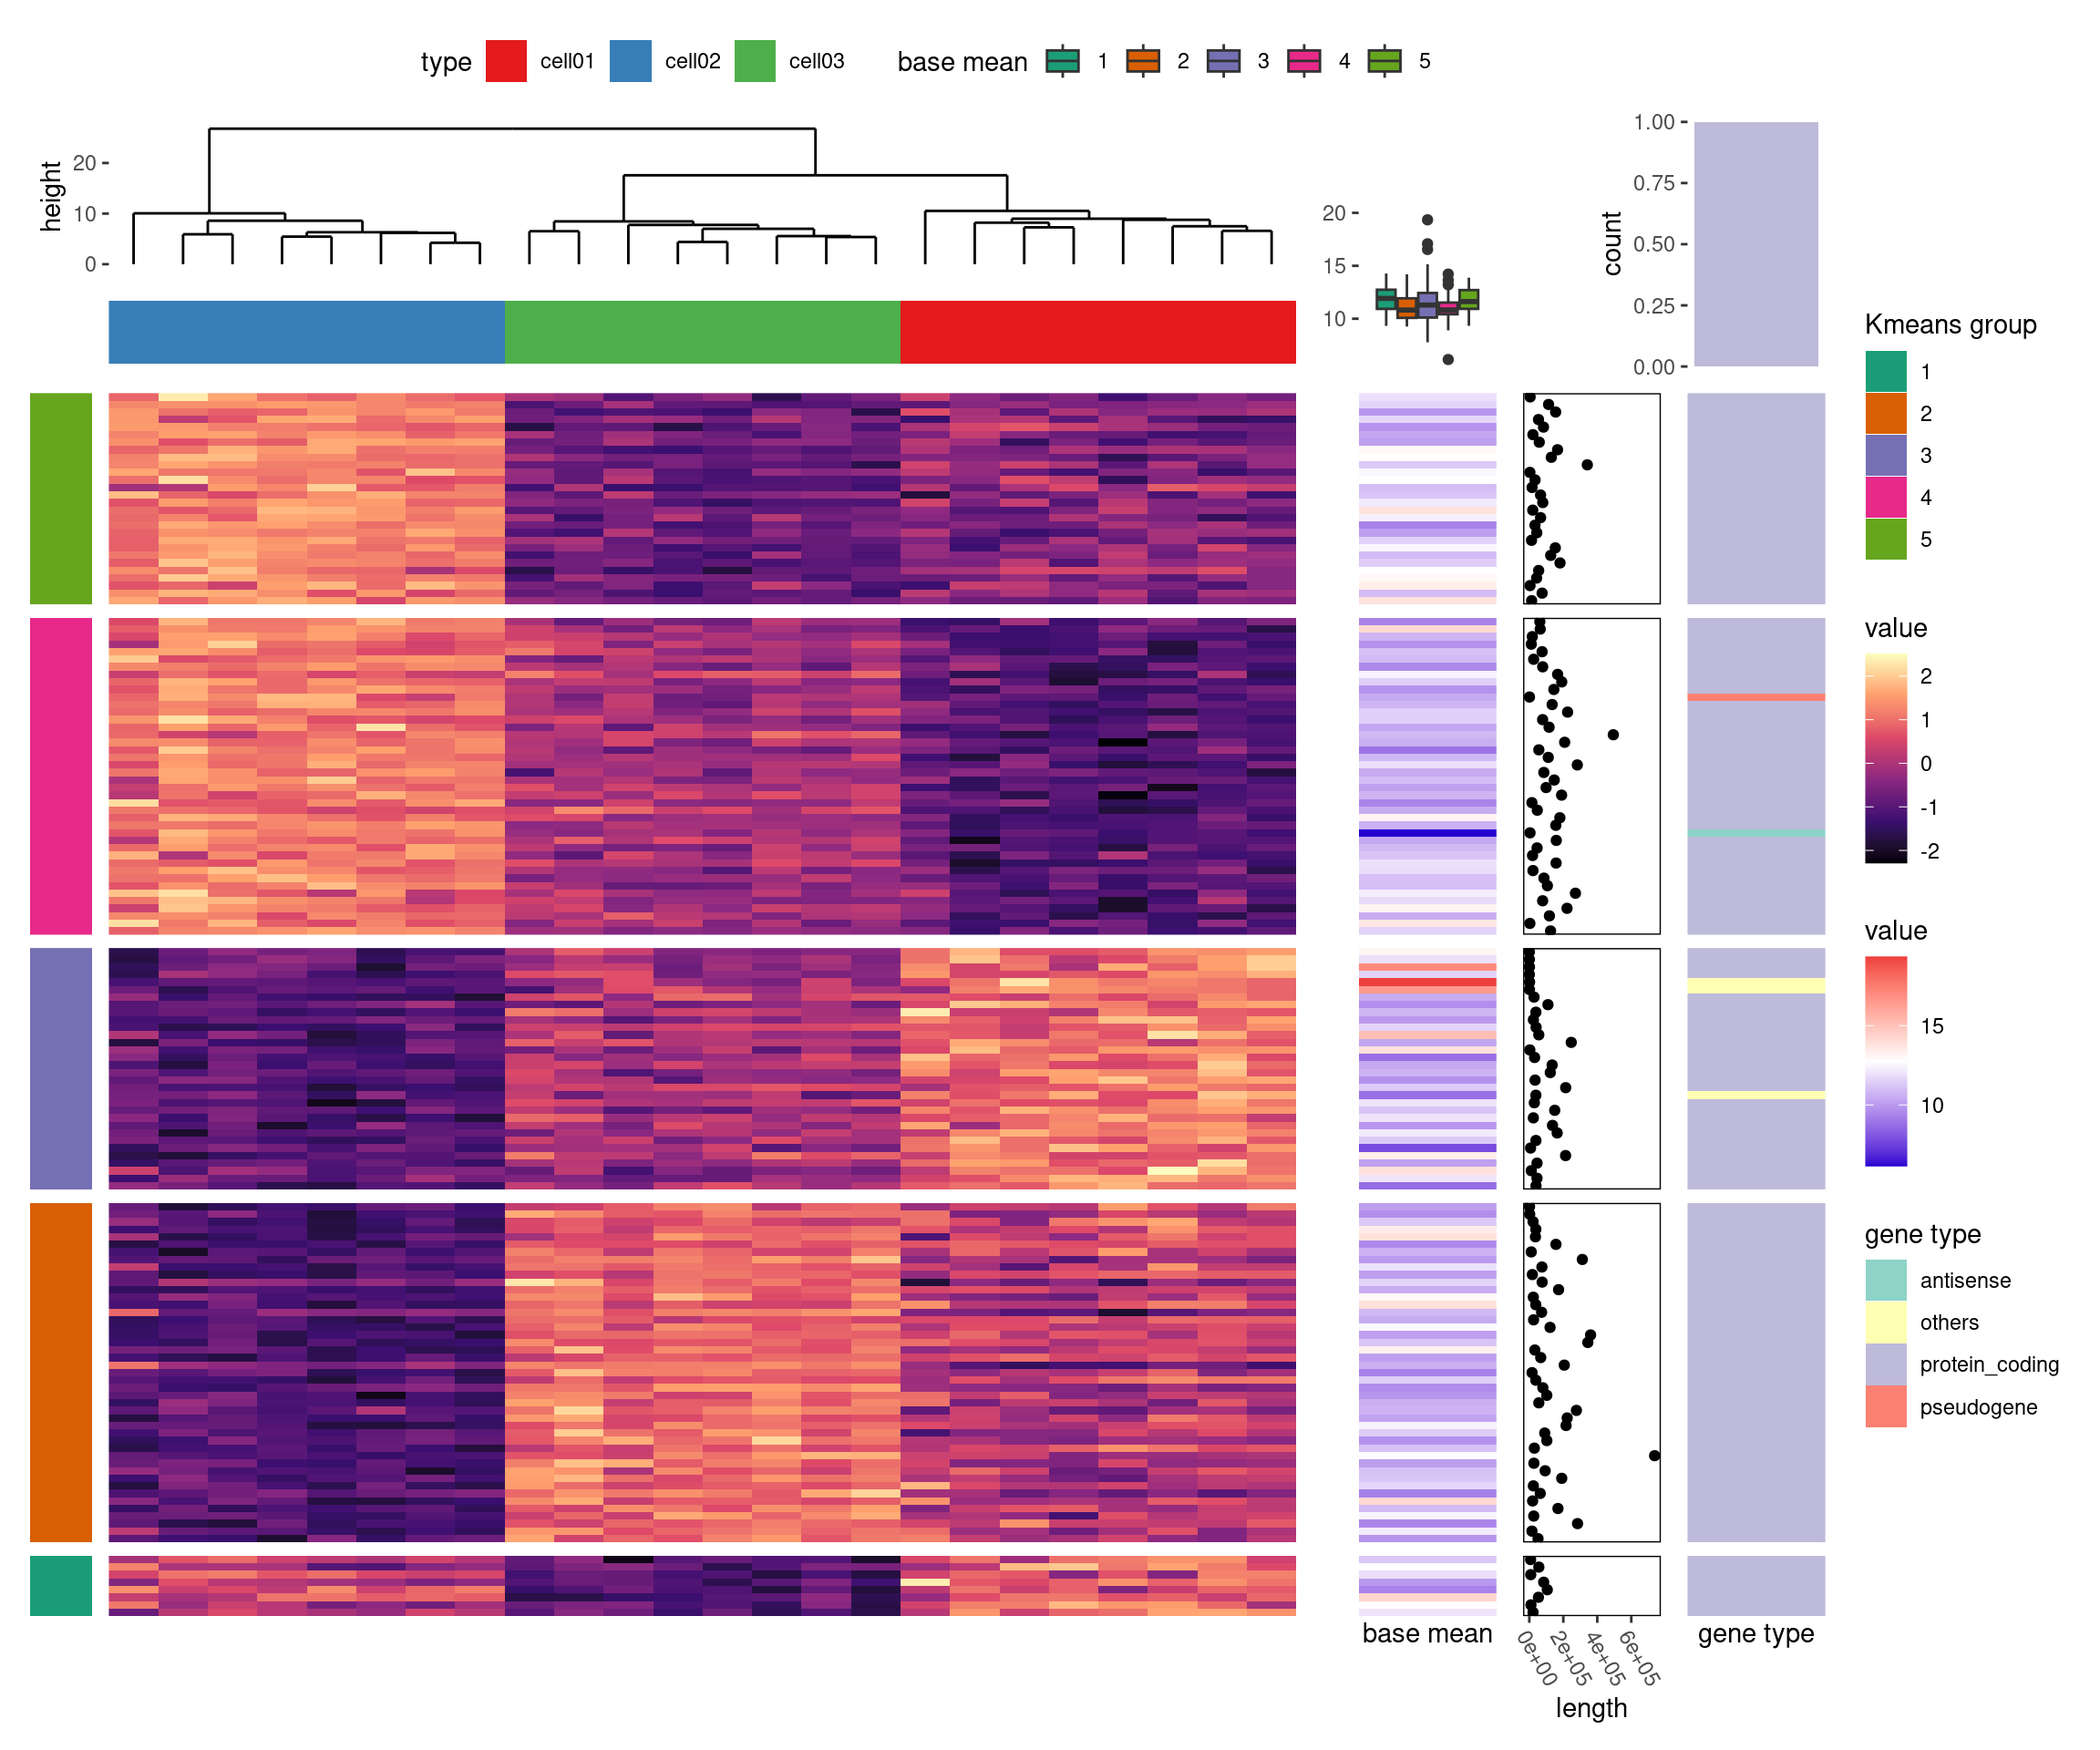 type cell01 cell02 cell03 base mean 1 2 3 4 5
height
20
10
0
20
15
10
count
1.00
0.75
0.50
0.25
0.00
Kmeans group
1
2
3
4
5
value
2
1
0
-1
-2
value
15
10
gene type
antisense
others
protein_coding
pseudogene
base mean
0e+00 2e+05 4e+05 6e+05
length
gene type